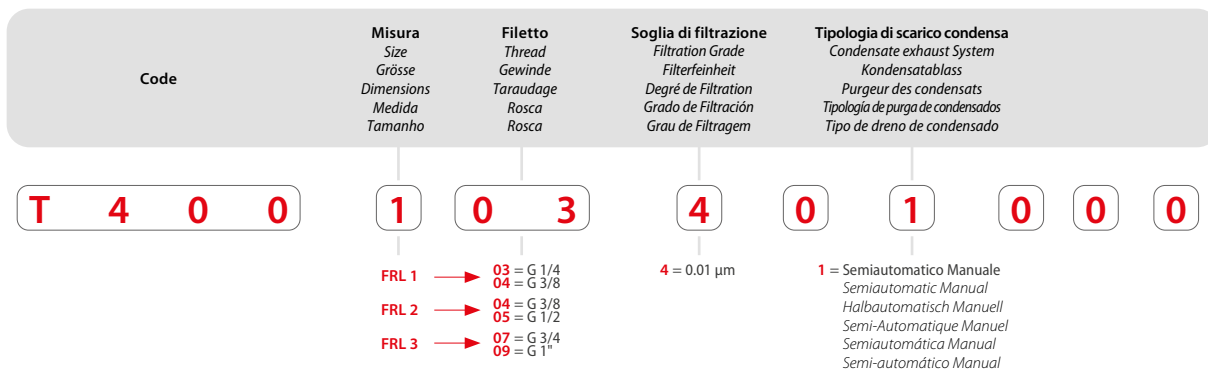 Code
Misura
Size
Grösse
Dimensions
Medida
Tamanho
Filetto
Thread
Gewinde
Taraudage
Rosca
Rosca
Soglia di filtrazione
Filtration Grade
Filterfeinheit
Degré de Filtration
Grado de Filtración
Grau de Filtragem
Tipologia di scarico condensa
Condensate exhaust System
Kondensatablass
Purgeur des condensats
Tipología de purga de condensados
Tipo de dreno de condensado
T 4 0 0 1 0 3 4 0 1 0 0 0
FRL 1
03 = G 1/4
04 = G 3/8
FRL 2
04 = G 3/8
05 = G 1/2
FRL 3
07 = G 3/4
09 = G 1"
4 = 0.01 µm
1 = Semiautomatico Manuale
Semiautomatic Manual
Halbautomatisch Manuell
Semi-Automatique Manuel
Semiautomática Manual
Semi-automático Manual